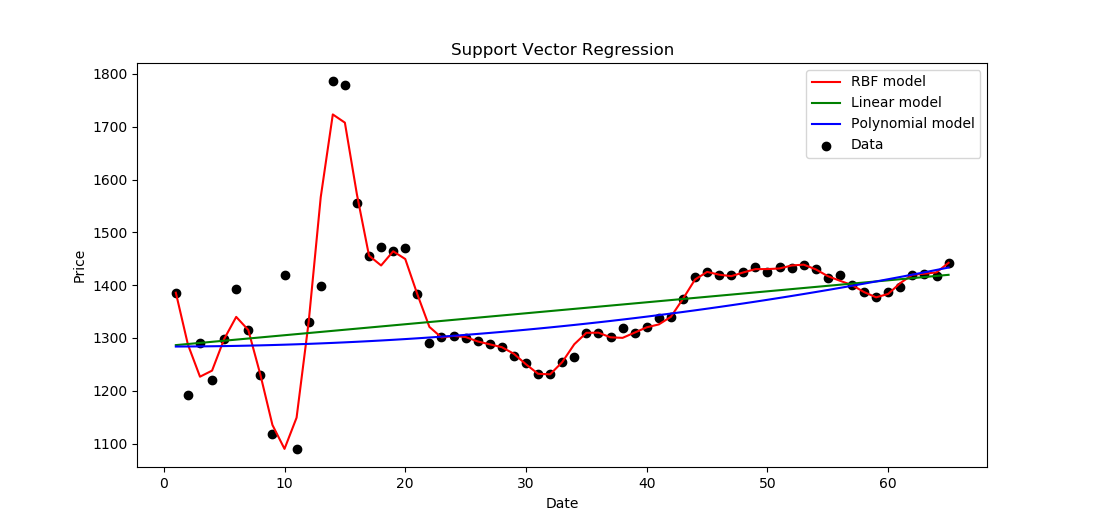 Support Vector Regression
RBF model
Linear model
Polynomial model
Data
Price
1800
1700
1600
1500
1400
1300
1200
1100
0 10 20 30 40 50 60
Date